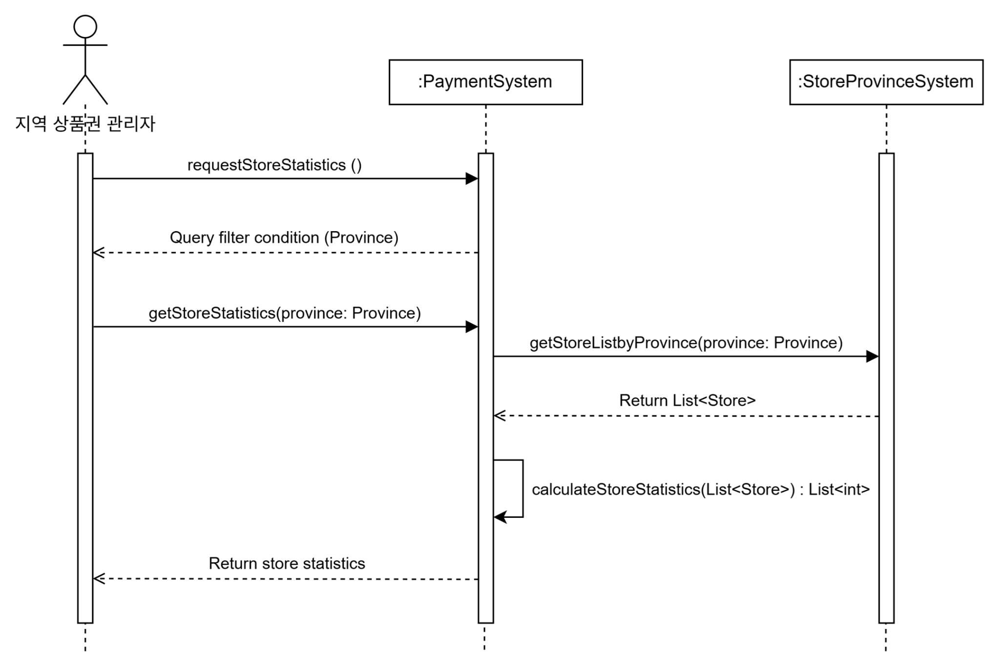 :PaymentSystem
:StoreProvinceSystem
지역 상품권 관리자
requestStoreStatistics ()
Query filter condition (Province)
getStoreStatistics(province: Province)
getStoreListbyProvince(province: Province)
Return List<Store>
calculateStoreStatistics(List<Store>) : List<int>
Return store statistics